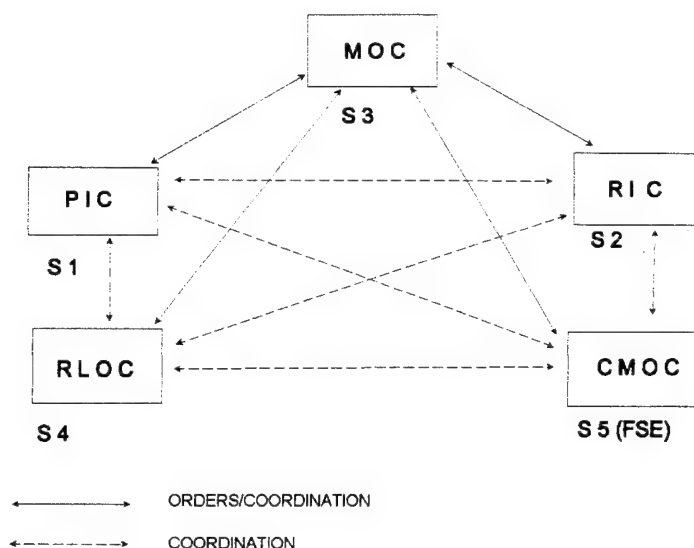 MOC
S3
PIC
RIC
S1
S2
RLOC
CMOC
S4
S5 (FSE)
ORDERS/COORDINATION
COORDINATION